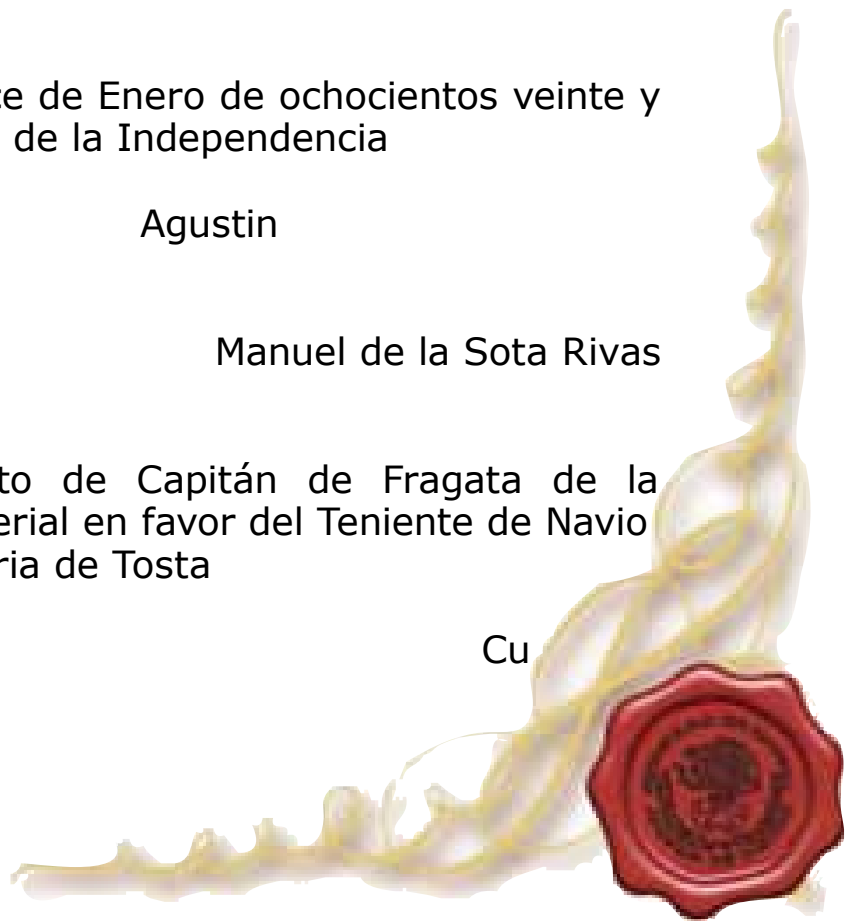 ce de Enero de ochocientos veinte y
de la Independencia
Agustin
Manuel de la Sota Rivas
to de Capitán de Fragata de la
erial en favor del Teniente de Navio
ria de Tosta
Cu